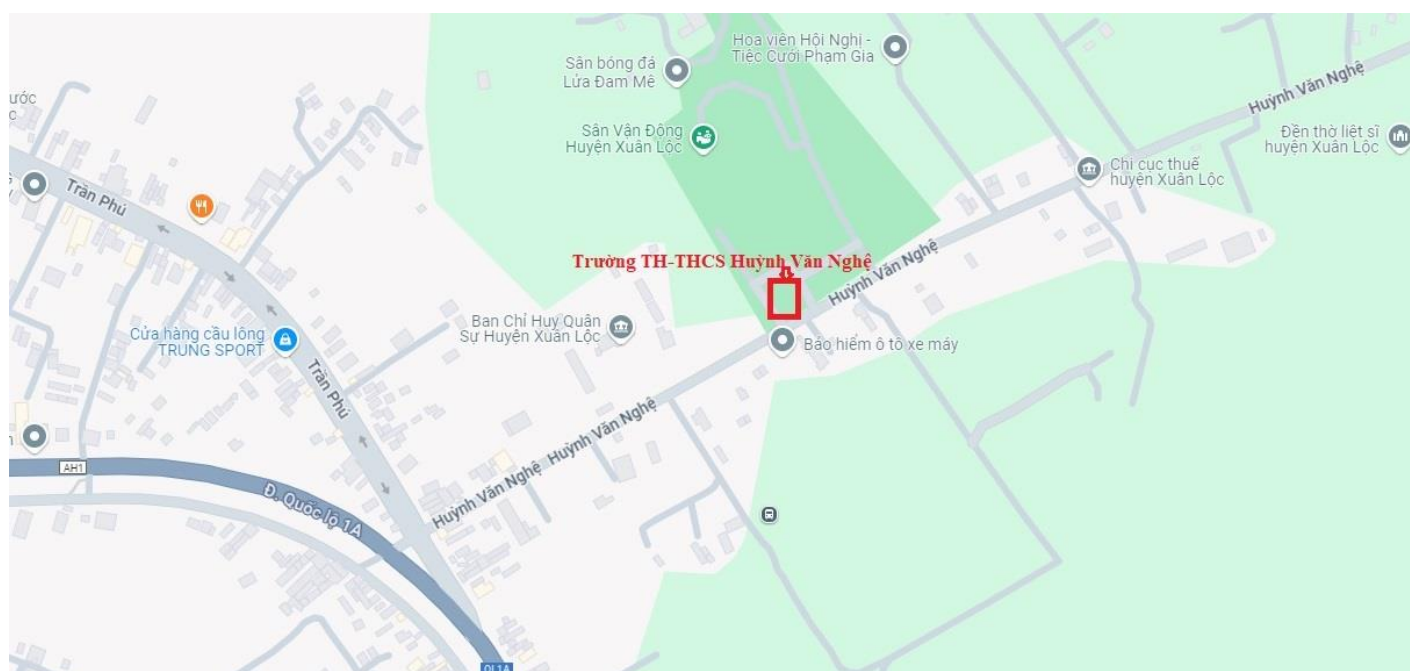 Hoa viên Hội Nghị -
Tiệc Cưới Phạm Gia
Sân bóng đá
Lửa Đam Mê
Huỳnh Văn Nghệ
ước
Sân Vận Động
Huyện Xuân Lộc
Đền thờ liệt sĩ
huyện Xuân Lộc
Chi cục thuế
huyện Xuân Lộc
Trần Phú
Trường TH-THCS Huỳnh Văn Nghệ
Huỳnh Văn Nghệ
Ban Chỉ Huy Quân
Sự Huyện Xuân Lộc
Cửa hàng cầu lông
TRUNG SPORT
Bảo hiểm ô tô xe máy
Trần Phú
Huỳnh Văn Nghệ
Huỳnh Văn Nghệ
AH1
Đ. Quốc lộ 1A
QL1A